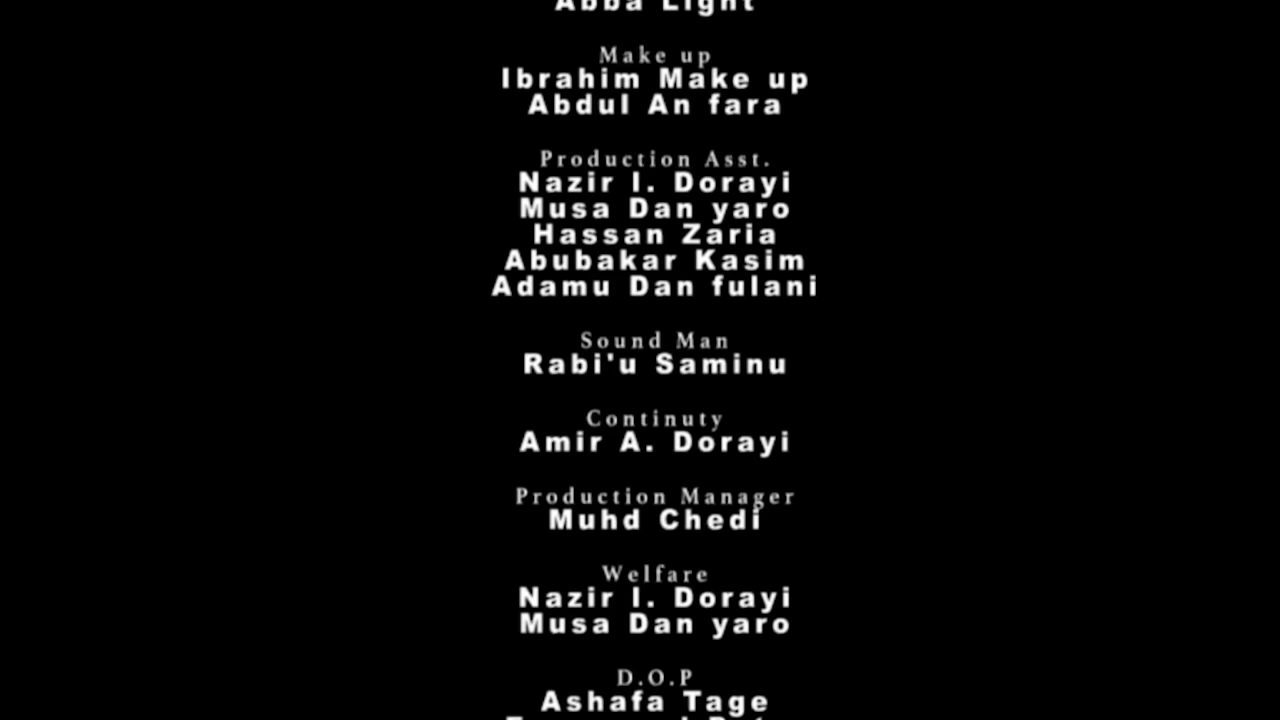 Abba Light
Make up
Ibrahim Make up
Abdul An fara
Production Asst.
Nazir I. Dorayi
Musa Dan yaro
Hassan Zaria
Abubakar Kasim
Adamu Dan fulani
Sound Man
Rabi'u Saminu
Continuty
Amir A. Dorayi
Production Manager
Muhd Chedi
Welfare
Nazir I. Dorayi
Musa Dan yaro
D.O.P
Ashafa Tage